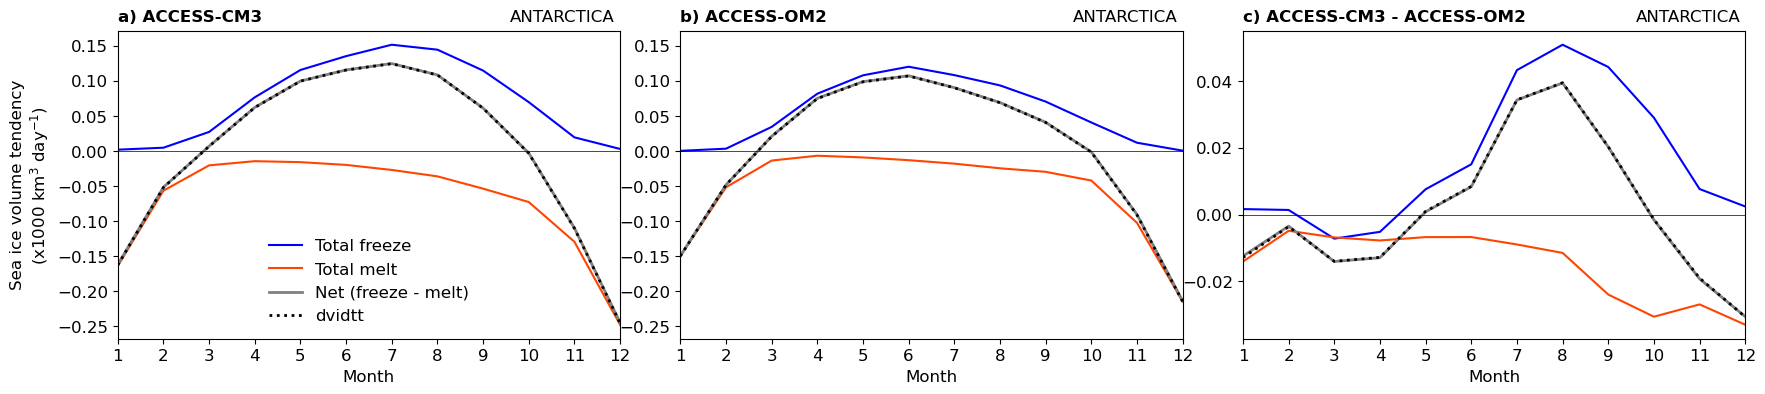 a) ACCESS-CM3 ANTARCTICA
b) ACCESS-OM2 ANTARCTICA
c) ACCESS-CM3 - ACCESS-OM2 ANTARCTICA
Sea ice volume tendency
(x1000 km³ day⁻¹)
0.15
0.10
0.05
0.00
−0.05
−0.10
−0.15
−0.20
−0.25
Total freeze
Total melt
Net (freeze - melt)
dvidtt
1 2 3 4 5 6 7 8 9 10 11 12
Month
0.15
0.10
0.05
0.00
−0.05
−0.10
−0.15
−0.20
−0.25
1 2 3 4 5 6 7 8 9 10 11 12
Month
0.04
0.02
0.00
−0.02
1 2 3 4 5 6 7 8 9 10 11 12
Month